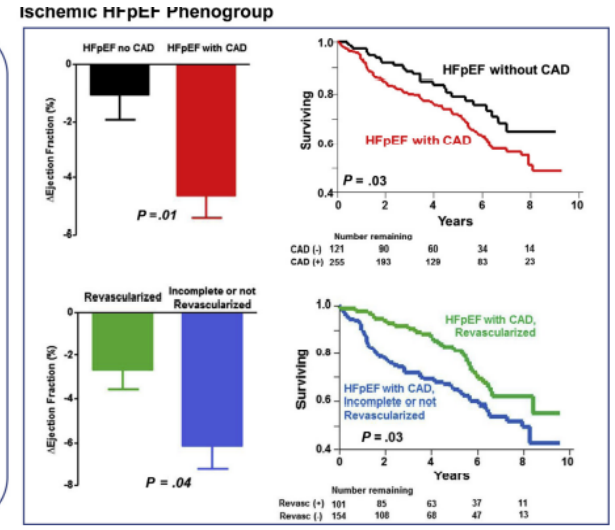 Ischemic HFpEF Phenogroup
HFpEF no CAD HFpEF with CAD
0
-2
-4
-6
ΔEjection Fraction (%)
P =.01
1.0
0.8
0.6
0.4
Surviving
HFpEF without CAD
HFpEF with CAD
P = .03
0 2 4 6 8 10
Years
Number remaining
CAD (-) 121 90 60 34 14
CAD (+) 255 193 129 83 23
Revascularized Incomplete or not
Revascularized
0
-2
-4
-6
-8
ΔEjection Fraction (%)
P = .04
1.0
0.8
0.6
0.4
Surviving
HFpEF with CAD,
Revascularized
HFpEF with CAD,
Incomplete or not
Revascularized
P = .03
0 2 4 6 8 10
Years
Number remaining
Revasc (+) 101 85 63 37 11
Revasc (-) 154 108 68 47 13